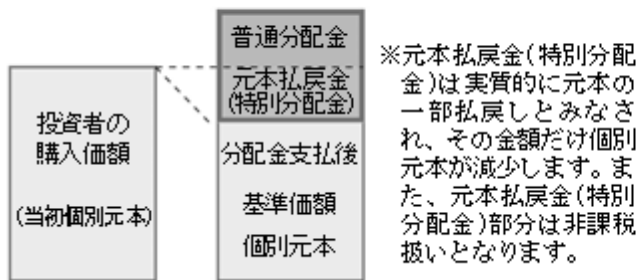 投資者の
購入価額
(当初個別元本)
普通分配金
元本払戻金
(特別分配金)
分配金支払後
基準価額
個別元本
※元本払戻金(特別分配
金)は実質的に元本の
一部払戻しとみなさ
れ、その金額だけ個別
元本が減少します。ま
た、元本払戻金(特別
分配金)部分は非課税
扱いとなります。